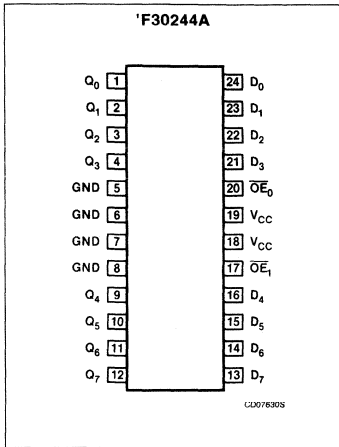 'F30244A
Q0 1 24 D0
Q1 2 23 D1
Q2 3 22 D2
Q3 4 21 D3
GND 5 20 OE0
GND 6 19 VCC
GND 7 18 VCC
GND 8 17 OE1
Q4 9 16 D4
Q5 10 15 D5
Q6 11 14 D6
Q7 12 13 D7
CD07630S